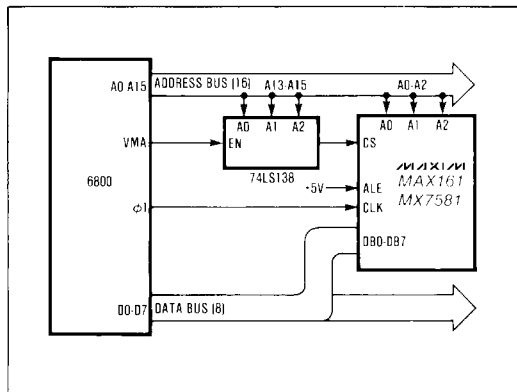 ADDRESS BUS (16)
A0-A15
A13-A15
A0-A2
A0 A1 A2
A0 A1 A2
VMA
EN
CS
74LS138
MAXIM
MAX161
MX7581
6800
+5V
ALE
ϕ1
CLK
DB0-DB7
D0-D7
DATA BUS (8)